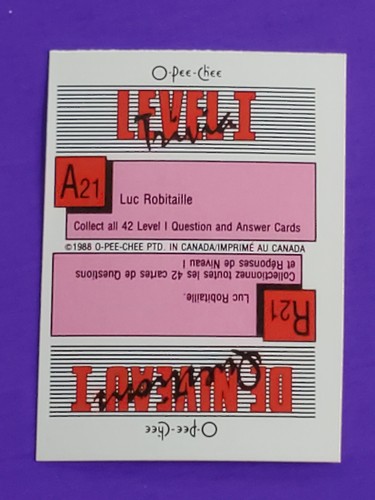 O-Pee-Chee
LEVEL I
Trivia
A21
Luc Robitaille
Collect all 42 Level I Question and Answer Cards
©1988 O-PEE-CHEE PTD. IN CANADA/IMPRIMÉ AU CANADA
O-Pee-Chee
Questions
DE NIVEAU I
R21
Luc Robitaille.
Collectionnez toutes les 42 cartes de Questions
et Réponses de Niveau I